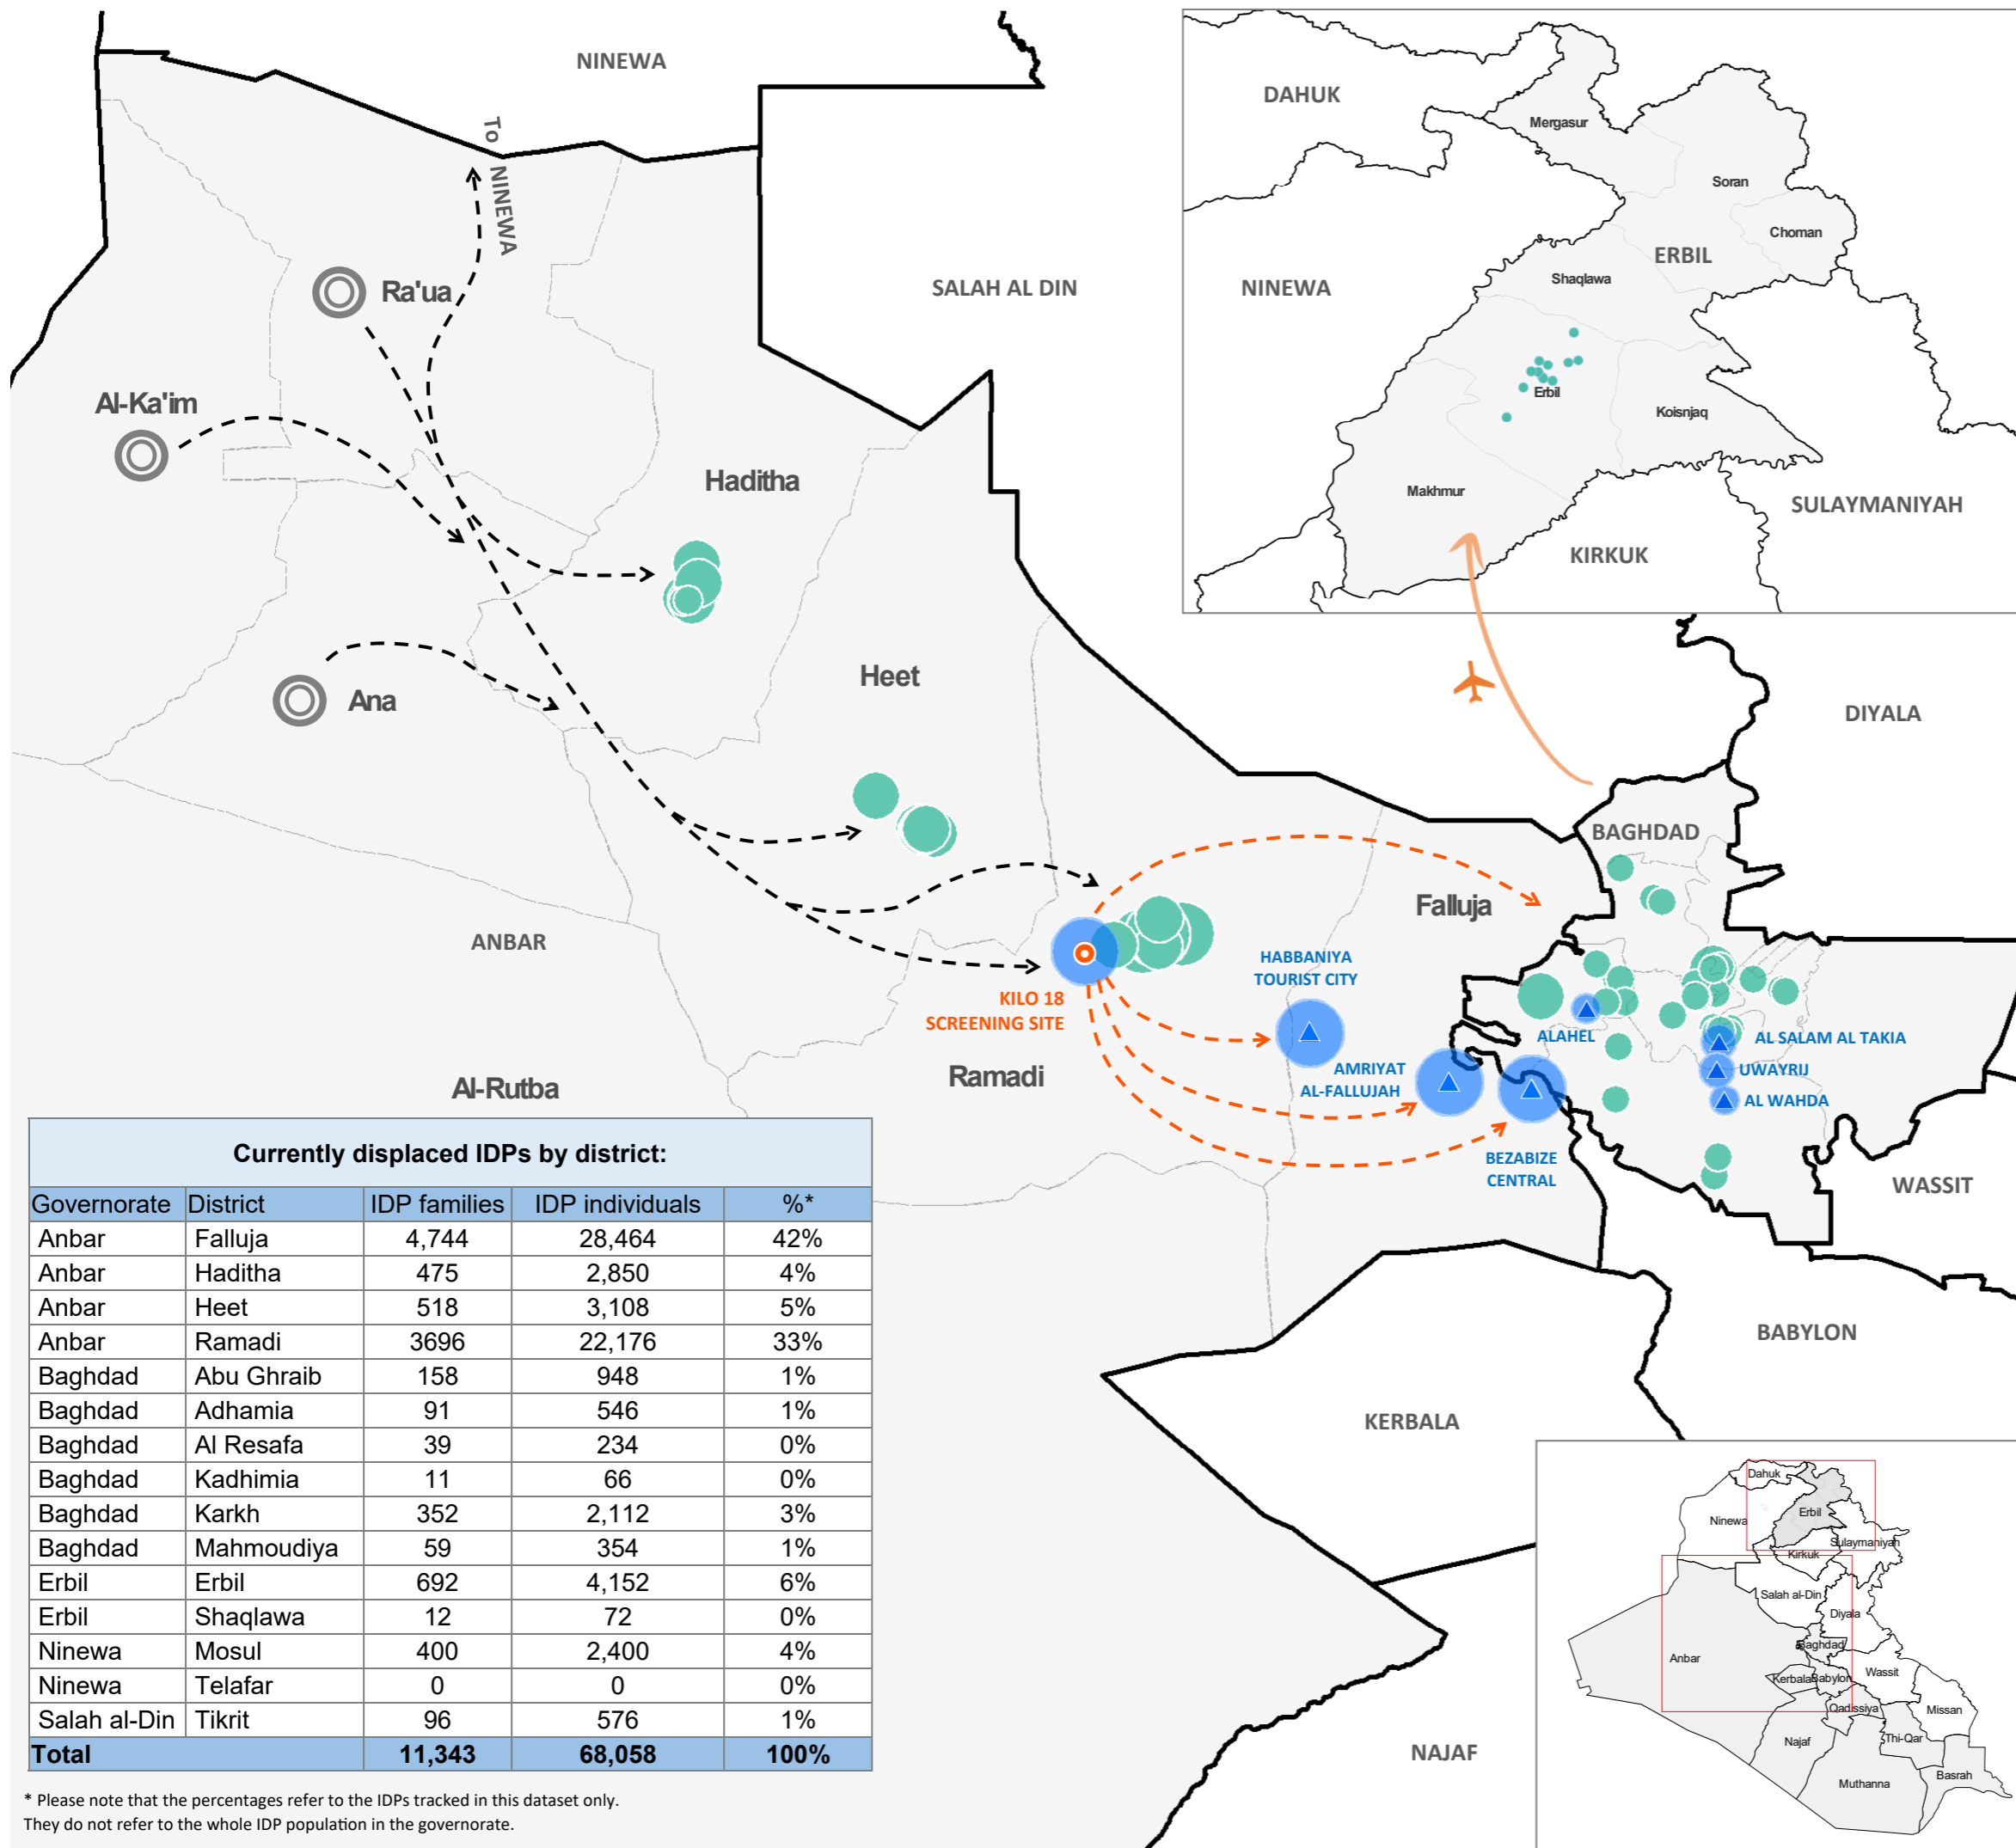 NINEWA
To NINEWA
SALAH AL DIN
Ra'ua
Al-Ka'im
Haditha
Ana
Heet
ANBAR
Al-Rutba
Ramadi
Falluja
KILO 18
SCREENING SITE
HABBANIYA
TOURIST CITY
AMRIYAT
AL-FALLUJAH
BEZABIZE
CENTRAL
BAGHDAD
ALAHEL
AL SALAM AL TAKIA
UWAYRIJ
AL WAHDA
DIYALA
WASSIT
BABYLON
KERBALA
NAJAF
DAHUK
Mergasur
Soran
Choman
ERBIL
Shaqlawa
NINEWA
Erbil
Koisnjaq
Makhmur
SULAYMANIYAH
KIRKUK
Currently displaced IDPs by district:
Governorate District IDP families IDP individuals %*
Anbar Falluja 4,744 28,464 42%
Anbar Haditha 475 2,850 4%
Anbar Heet 518 3,108 5%
Anbar Ramadi 3696 22,176 33%
Baghdad Abu Ghraib 158 948 1%
Baghdad Adhamia 91 546 1%
Baghdad Al Resafa 39 234 0%
Baghdad Kadhimia 11 66 0%
Baghdad Karkh 352 2,112 3%
Baghdad Mahmoudiya 59 354 1%
Erbil Erbil 692 4,152 6%
Erbil Shaqlawa 12 72 0%
Ninewa Mosul 400 2,400 4%
Ninewa Telafar 0 0 0%
Salah al-Din Tikrit 96 576 1%
Total 11,343 68,058 100%
* Please note that the percentages refer to the IDPs tracked in this dataset only.
They do not refer to the whole IDP population in the governorate.
Dahuk
Erbil
Ninewa
Sulaymaniyah
Kirkuk
Salah al-Din
Diyala
Baghdad
Anbar
Wassit
Kerbala
Babylon
Qadissiya
Missan
Najaf
Thi-Qar
Basrah
Muthanna